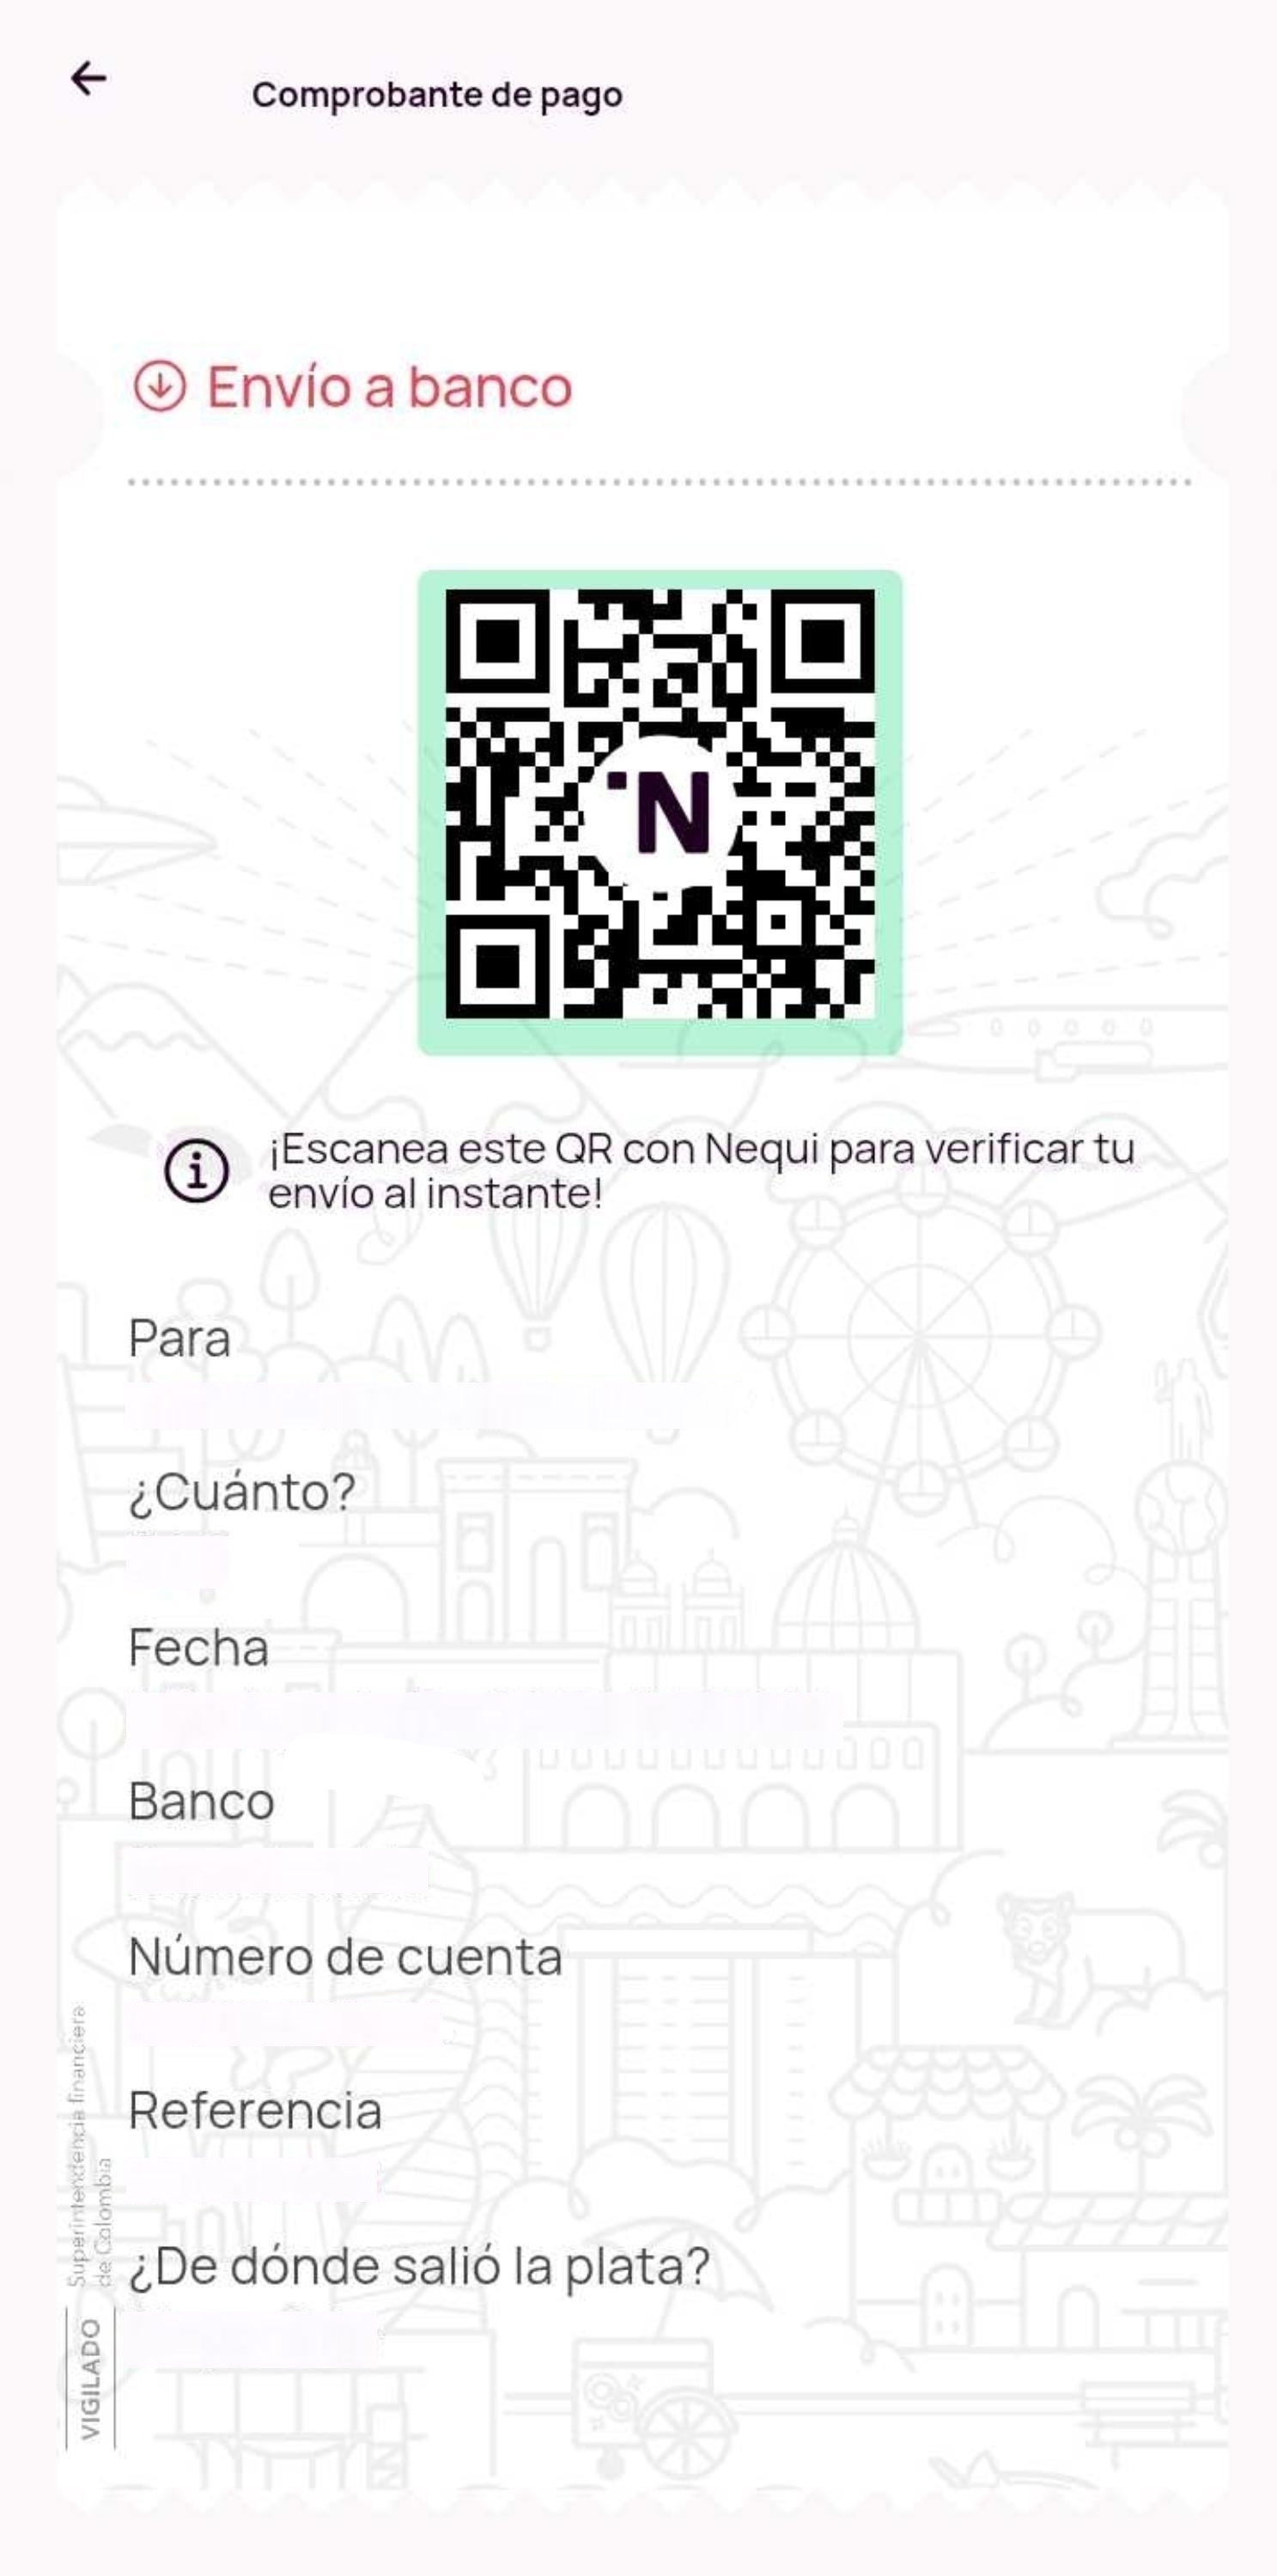 Comprobante de pago
Envío a banco
N
¡Escanea este QR con Nequi para verificar tu
envío al instante!
Para
¿Cuánto?
Fecha
Banco
Número de cuenta
Referencia
¿De dónde salió la plata?
VIGILADO
Superintendencia financiera
de Colombia